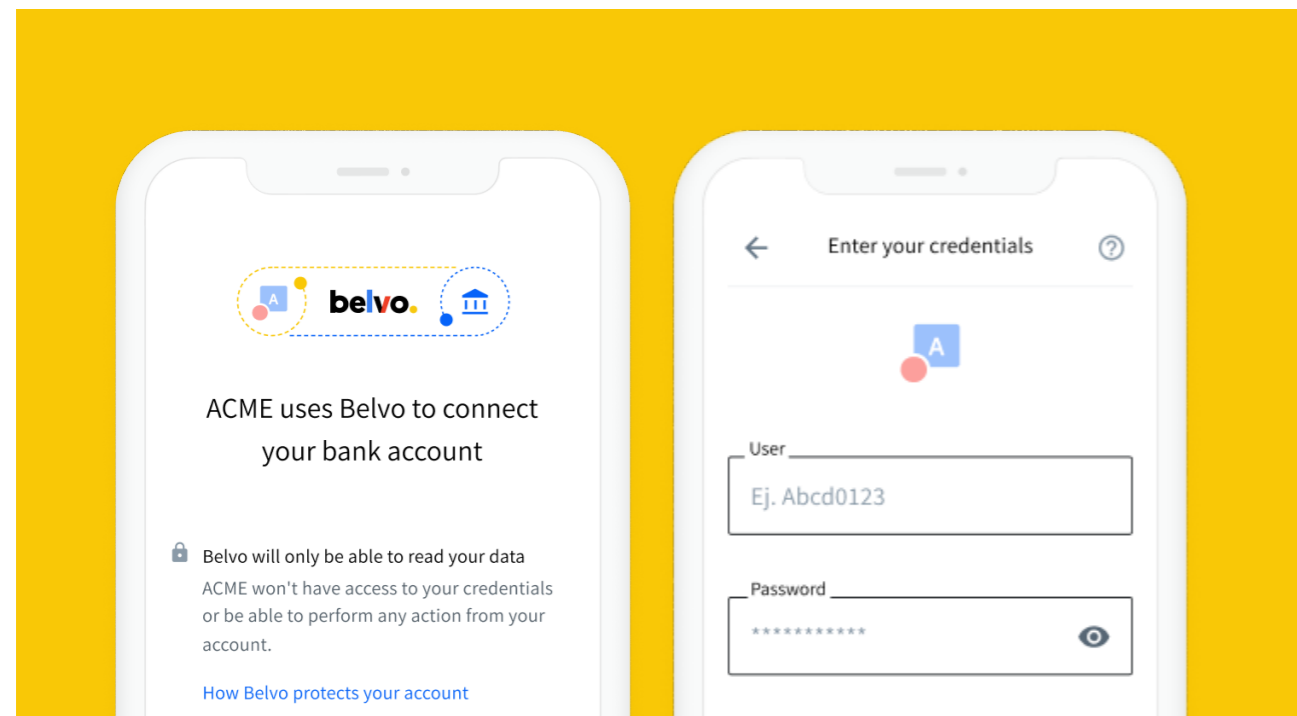 A
belvo.
ACME uses Belvo to connect
your bank account
Belvo will only be able to read your data
ACME won't have access to your credentials
or be able to perform any action from your
account.
How Belvo protects your account
Enter your credentials
?
A
User
Ej. Abcd0123
Password
***********